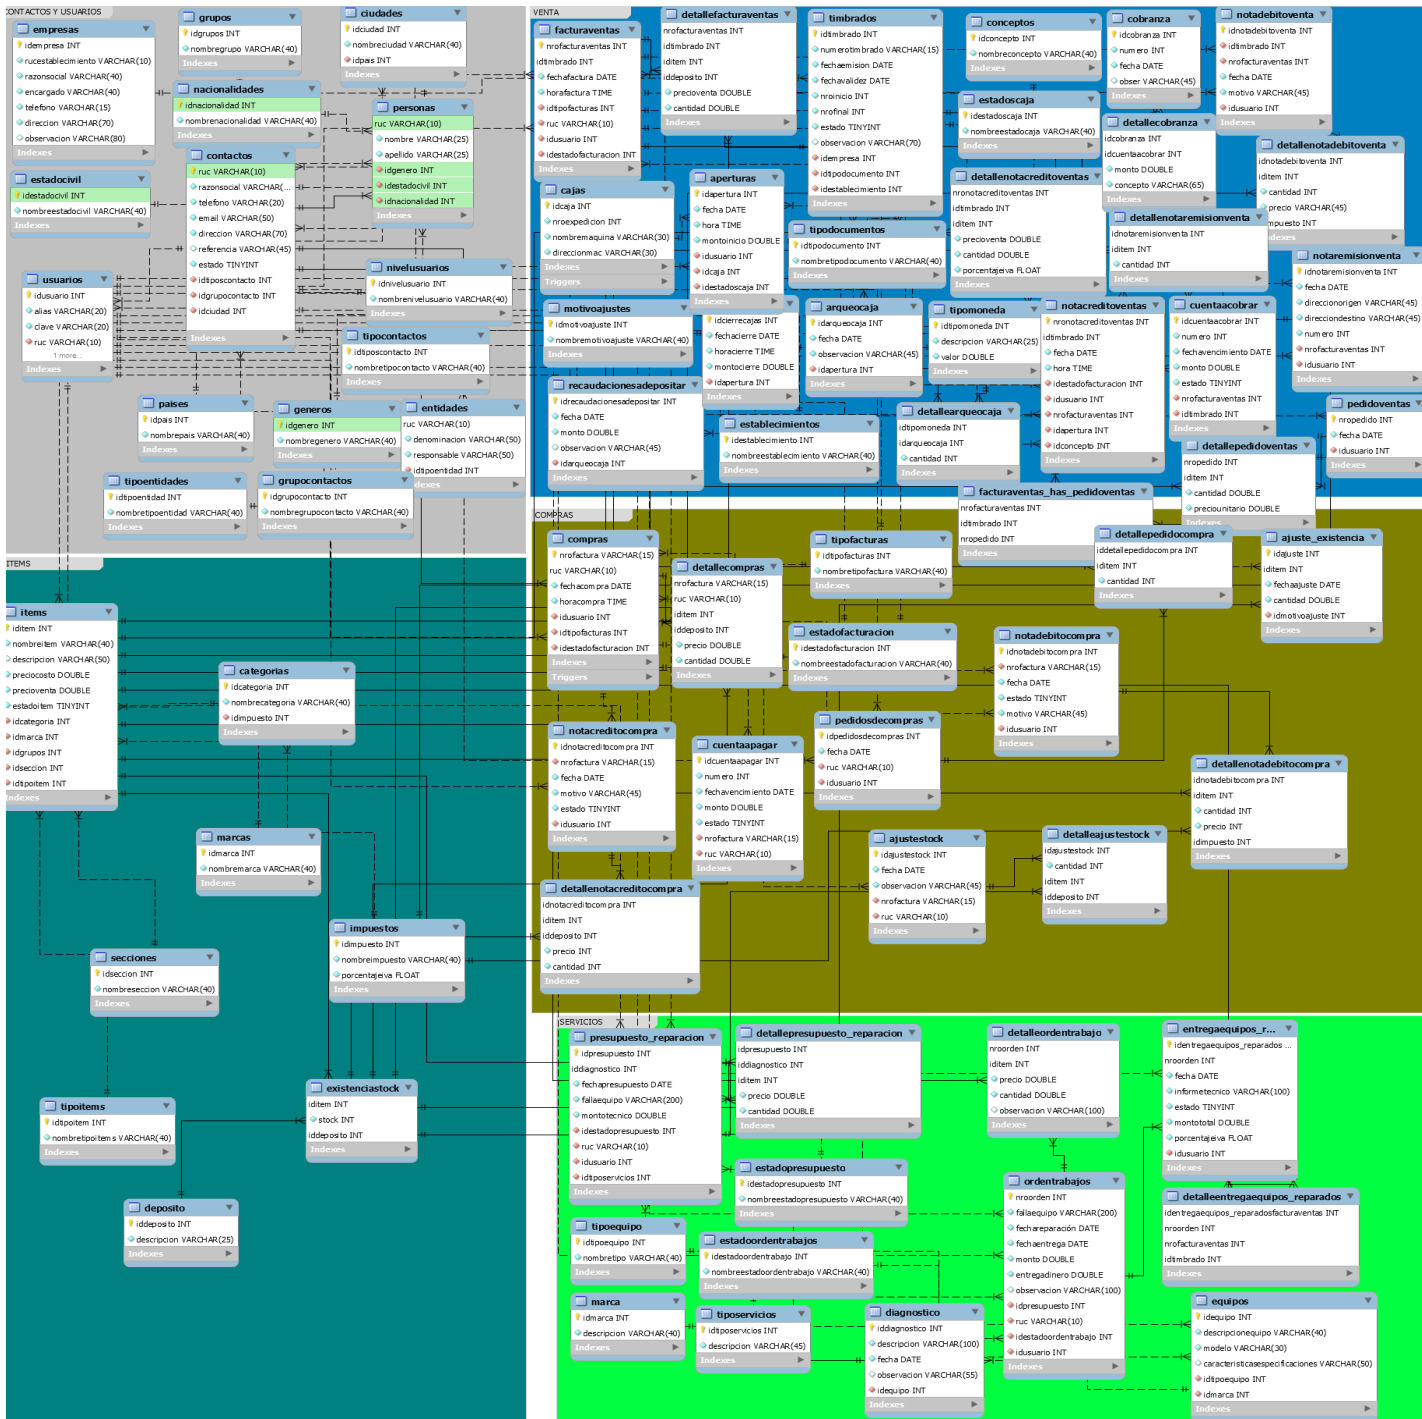 CONTACTOS Y USUARIOS
empresas
idempresa INT
rucestablecimiento VARCHAR(10)
razonsocial VARCHAR(40)
encargado VARCHAR(40)
telefono VARCHAR(15)
direccion VARCHAR(70)
observacion VARCHAR(80)
Indexes
grupos
idgrupos INT
nombregrupo VARCHAR(40)
Indexes
ciudades
idciudad INT
nombreciudad VARCHAR(40)
idpais INT
Indexes
nacionalidades
idnacionalidad INT
nombrenacionalidad VARCHAR(40)
Indexes
personas
ruc VARCHAR(10)
nombre VARCHAR(25)
apellido VARCHAR(25)
idgenero INT
idestadocivil INT
idnacionalidad INT
Indexes
estadocivil
idestadocivil INT
nombreestadocivil VARCHAR(40)
Indexes
contactos
ruc VARCHAR(10)
razonsocial VARCHAR(...
telefono VARCHAR(20)
email VARCHAR(50)
direccion VARCHAR(70)
referencia VARCHAR(45)
estado TINYINT
idtiposcontacto INT
idgrupocontacto INT
idciudad INT
Indexes
usuarios
idusuario INT
alias VARCHAR(20)
clave VARCHAR(20)
ruc VARCHAR(10)
1 more...
Indexes
nivelusuarios
idnivelusuario INT
nombrenivelusuario VARCHAR(40)
Indexes
tipocontactos
idtiposcontacto INT
nombretipocontacto VARCHAR(40)
Indexes
paises
idpais INT
nombrepais VARCHAR(40)
Indexes
generos
idgenero INT
nombregenero VARCHAR(40)
Indexes
entidades
ruc VARCHAR(10)
denominacion VARCHAR(50)
responsable VARCHAR(50)
idtipoentidad INT
dexes
tipoentidades
idtipoentidad INT
nombretipoentidad VARCHAR(40)
Indexes
grupocontactos
idgrupocontacto INT
nombregrupocontacto VARCHAR(40)
Indexes
VENTA
facturaventas
nrofacturaventas INT
idtimbrado INT
fechafactura DATE
horafactura TIME
idtipofacturas INT
ruc VARCHAR(10)
idusuario INT
idestadofacturacion INT
Indexes
detallefacturaventas
nrofacturaventas INT
idtimbrado INT
iditem INT
iddeposito INT
precioventa DOUBLE
cantidad DOUBLE
Indexes
timbrados
idtimbrado INT
numerotimbrado VARCHAR(15)
fechaemision DATE
fechavalidez DATE
nroinicio INT
nrofinal INT
estado TINYINT
observacion VARCHAR(70)
idempresa INT
idtipodocumento INT
idestablecimiento INT
Indexes
conceptos
idconcepto INT
nombreconcepto VARCHAR(40)
Indexes
cobranza
idcobranza INT
numero INT
fecha DATE
obser VARCHAR(45)
Indexes
notadebitoventa
idnotadebitoventa INT
idtimbrado INT
nrofacturaventas INT
fecha DATE
motivo VARCHAR(45)
idusuario INT
Indexes
estadoscaja
idestadoscaja INT
nombreestadocaja VARCHAR(40)
Indexes
detallecobranza
idcobranza INT
idcuentaacobrar INT
monto DOUBLE
concepto VARCHAR(65)
Indexes
detallenotadebitoventa
idnotadebitoventa INT
iditem INT
cantidad INT
precio VARCHAR(45)
mpuesto INT
Indexes
cajas
idcaja INT
nroexpedicion INT
nombremaquina VARCHAR(30)
direccionmac VARCHAR(30)
Indexes
Triggers
aperturas
idapertura INT
fecha DATE
hora TIME
montoinicio DOUBLE
idusuario INT
idcaja INT
idestadoscaja INT
Indexes
detallenotacreditoventas
nronotacreditoventas INT
idtimbrado INT
iditem INT
precioventa DOUBLE
cantidad DOUBLE
porcentajeiva FLOAT
Indexes
detallenotaremisionventa
idnotaremisionventa INT
iditem INT
cantidad INT
Indexes
tipodocumentos
idtipodocumento INT
nombretipodocumento VARCHAR(40)
Indexes
notaremisionventa
idnotaremisionventa INT
fecha DATE
direccionorigen VARCHAR(45)
direcciondestino VARCHAR(45)
numero INT
nrofacturaventas INT
idusuario INT
Indexes
motivoajustes
idmotivoajuste INT
nombremotivoajuste VARCHAR(40)
Indexes
idcierrecajas INT
fechacierre DATE
horacierre TIME
montocierre DOUBLE
idapertura INT
Indexes
arqueocaja
idarqueocaja INT
fecha DATE
observacion VARCHAR(45)
idapertura INT
Indexes
tipomoneda
idtipomoneda INT
descripcion VARCHAR(25)
valor DOUBLE
Indexes
notacreditoventas
nronotacreditoventas INT
idtimbrado INT
fecha DATE
hora TIME
idestadofacturacion INT
idusuario INT
nrofacturaventas INT
idapertura INT
idconcepto INT
Indexes
cuentaacobrar
idcuentaacobrar INT
numero INT
fechavencimiento DATE
monto DOUBLE
estado TINYINT
nrofacturaventas INT
idtimbrado INT
Indexes
recaudacionesadepositar
idrecaudacionesadepositar INT
fecha DATE
monto DOUBLE
observacion VARCHAR(45)
idarqueocaja INT
Indexes
establecimientos
idestablecimiento INT
nombreestablecimiento VARCHAR(40)
Indexes
detallearqueocaja
idtipomoneda INT
idarqueocaja INT
cantidad INT
Indexes
pedidoventas
nropedido INT
fecha DATE
idusuario INT
Indexes
detallepedidoventas
nropedido INT
iditem INT
cantidad DOUBLE
preciounitario DOUBLE
Indexes
facturaventas_has_pedidoventas
nrofacturaventas INT
idtimbrado INT
nropedido INT
Indexes
COMPRAS
compras
nrofactura VARCHAR(15)
ruc VARCHAR(10)
fechacompra DATE
horacompra TIME
idusuario INT
idtipofacturas INT
idestadofacturacion INT
Indexes
Triggers
detallecompras
nrofactura VARCHAR(15)
ruc VARCHAR(10)
iditem INT
iddeposito INT
precio DOUBLE
cantidad DOUBLE
Indexes
tipofacturas
idtipofacturas INT
nombretipofactura VARCHAR(40)
Indexes
detallepedidocompra
iddetallepedidocompra INT
iditem INT
cantidad INT
Indexes
ajuste_existencia
idajuste INT
iditem INT
fechaajuste DATE
cantidad DOUBLE
idmotivoajuste INT
Indexes
estadofacturacion
idestadofacturacion INT
nombreestadofacturacion VARCHAR(40)
Indexes
notadebitocompra
idnotadebitocompra INT
nrofactura VARCHAR(15)
fecha DATE
estado TINYINT
motivo VARCHAR(45)
idusuario INT
Indexes
notacreditocompra
idnotacreditocompra INT
nrofactura VARCHAR(15)
fecha DATE
motivo VARCHAR(45)
estado TINYINT
idusuario INT
Indexes
cuentaapagar
idcuentaapagar INT
numero INT
fechavencimiento DATE
monto DOUBLE
estado TINYINT
nrofactura VARCHAR(15)
ruc VARCHAR(10)
Indexes
pedidosdecompras
idpedidosdecompras INT
fecha DATE
ruc VARCHAR(10)
idusuario INT
Indexes
detallenotadebitocompra
idnotadebitocompra INT
iditem INT
cantidad INT
precio INT
idimpuesto INT
Indexes
ajustestock
idajustestock INT
fecha DATE
observacion VARCHAR(45)
nrofactura VARCHAR(15)
ruc VARCHAR(10)
Indexes
detalleajustestock
idajustestock INT
cantidad INT
iditem INT
iddeposito INT
Indexes
detallenotacreditocompra
idnotacreditocompra INT
iditem INT
iddeposito INT
precio INT
cantidad INT
Indexes
ITEMS
items
iditem INT
nombreitem VARCHAR(40)
descripcion VARCHAR(50)
preciocosto DOUBLE
precioventa DOUBLE
estadoitem TINYINT
idcategoria INT
idmarca INT
idgrupos INT
idseccion INT
idtipoitem INT
Indexes
categorias
idcategoria INT
nombrecategoria VARCHAR(40)
idimpuesto INT
Indexes
marcas
idmarca INT
nombremarca VARCHAR(40)
Indexes
impuestos
idimpuesto INT
nombreimpuesto VARCHAR(40)
porcentajeiva FLOAT
Indexes
secciones
idseccion INT
nombreseccion VARCHAR(40)
Indexes
existenciastock
iditem INT
stock INT
iddeposito INT
Indexes
tipoitems
idtipoitem INT
nombretipoitems VARCHAR(40)
Indexes
deposito
iddeposito INT
descripcion VARCHAR(25)
Indexes
SERVICIOS
presupuesto_reparacion
idpresupuesto INT
iddiagnostico INT
fechapresupuesto DATE
fallaequipo VARCHAR(200)
montotecnico DOUBLE
idestadopresupuesto INT
ruc VARCHAR(10)
idusuario INT
idtiposervicios INT
Indexes
detallepresupuesto_reparacion
idpresupuesto INT
iddiagnostico INT
iditem INT
precio DOUBLE
cantidad DOUBLE
Indexes
detalleordentrabajo
nroorden INT
iditem INT
precio DOUBLE
cantidad DOUBLE
observacion VARCHAR(100)
Indexes
entregaequipos_r...
identregaequipos_reparados ...
nroorden INT
fecha DATE
informetecnico VARCHAR(100)
estado TINYINT
montototal DOUBLE
porcentajeiva FLOAT
idusuario INT
Indexes
estadopresupuesto
idestadopresupuesto INT
nombreestadopresupuesto VARCHAR(40)
Indexes
ordentrabajos
nroorden INT
fallaequipo VARCHAR(200)
fechareparación DATE
fechaentrega DATE
monto DOUBLE
entregadinero DOUBLE
observacion VARCHAR(100)
idpresupuesto INT
ruc VARCHAR(10)
idestadoordentrabajo INT
idusuario INT
Indexes
detalleentregaequipos_reparados
identregaequipos_reparadosfacturaventas INT
nroorden INT
nrofacturaventas INT
idtimbrado INT
Indexes
tipoequipo
idtipoequipo INT
nombretipo VARCHAR(40)
Indexes
estadoordentrabajos
idestadoordentrabajo INT
nombreestadoordentrabajo VARCHAR(40)
Indexes
marca
idmarca INT
descripcion VARCHAR(40)
Indexes
tiposervicios
idtiposervicios INT
descripcion VARCHAR(45)
Indexes
diagnostico
iddiagnostico INT
descripcion VARCHAR(100)
fecha DATE
observacion VARCHAR(55)
idequipo INT
Indexes
equipos
idequipo INT
descripcionequipo VARCHAR(40)
modelo VARCHAR(30)
caracteristicasespecificaciones VARCHAR(50)
idtipoequipo INT
idmarca INT
Indexes